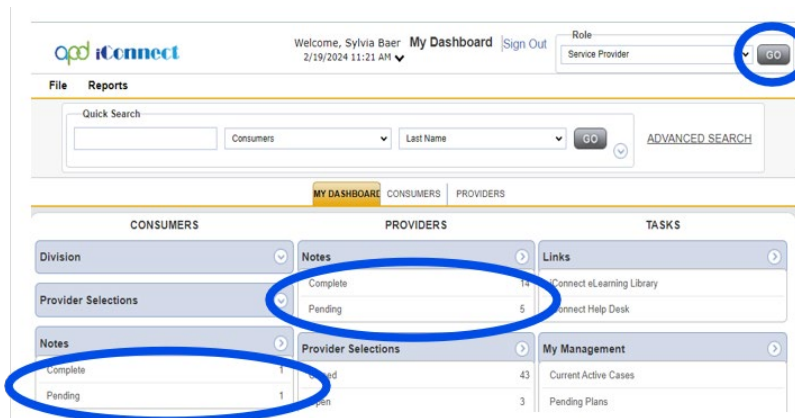 apd iConnect
Welcome, Sylvia Baer My Dashboard Sign Out
2/19/2024 11:21 AM
Role
Service Provider
GO
File Reports
Quick Search
Consumers Last Name GO ADVANCED SEARCH
MY DASHBOARD CONSUMERS PROVIDERS
CONSUMERS PROVIDERS TASKS
Division
Provider Selections
Notes
Complete 1
Pending 1
Notes
Complete 14
Pending 5
Provider Selections
43
3
Links
iConnect eLearning Library
Help Desk
My Management
Current Active Cases
Pending Plans